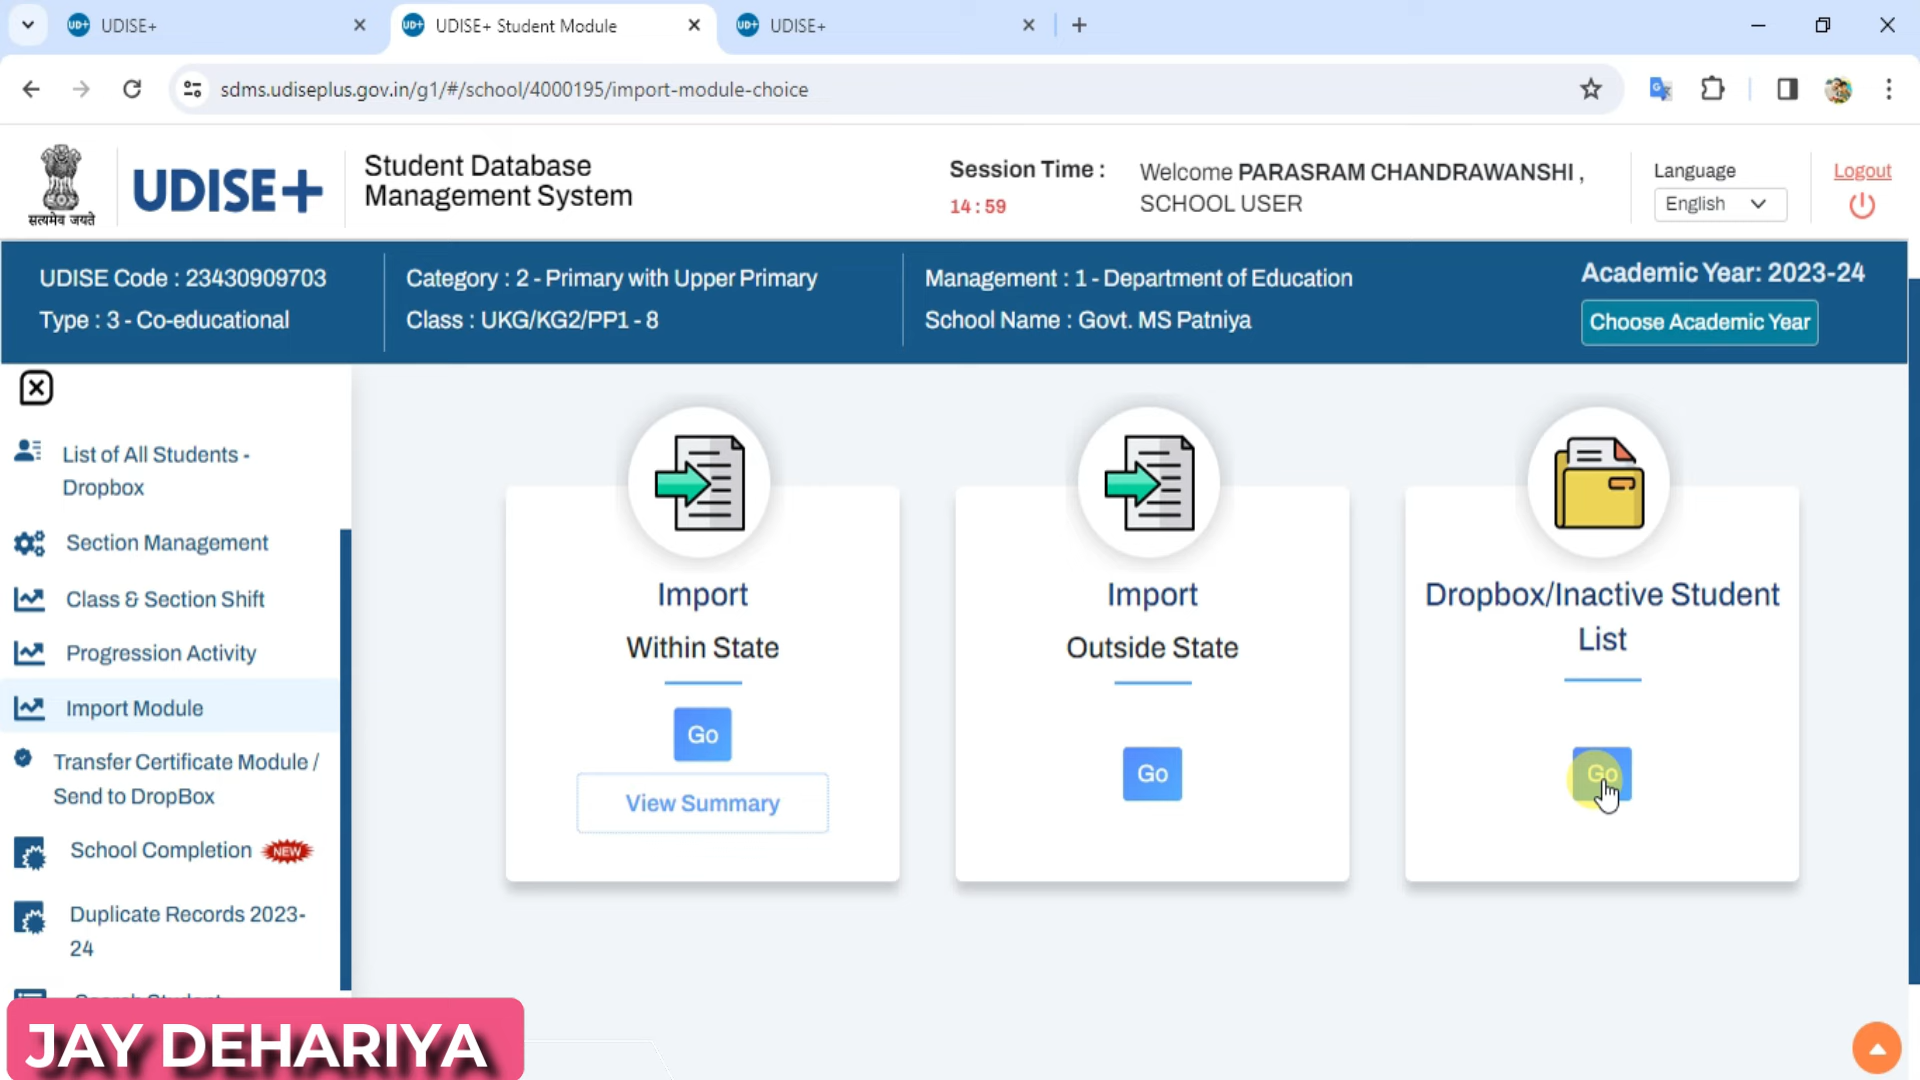 UDISE+
UDISE+ Student Module
UDISE+
sdms.udiseplus.gov.in/g1/#/school/4000195/import-module-choice
सत्यमेव जयते
UDISE+
Student Database
Management System
Session Time :
14 : 59
Welcome PARASRAM CHANDRAWANSHI ,
SCHOOL USER
Language
English
Logout
UDISE Code : 23430909703
Type : 3 - Co-educational
Category : 2 - Primary with Upper Primary
Class : UKG/KG2/PP1 - 8
Management : 1 - Department of Education
School Name : Govt. MS Patniya
Academic Year: 2023-24
Choose Academic Year
List of All Students -
Dropbox
Section Management
Class & Section Shift
Progression Activity
Import Module
Transfer Certificate Module /
Send to DropBox
School Completion NEW
Duplicate Records 2023-
24
Import
Within State
Go
View Summary
Import
Outside State
Go
Dropbox/Inactive Student
List
Go
JAY DEHARIYA